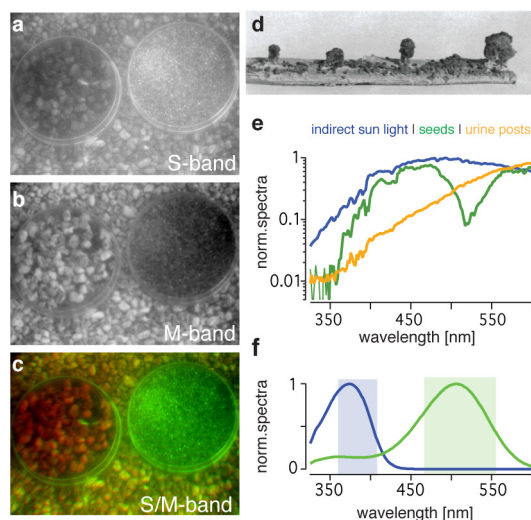 a
S-band
b
M-band
c
S/M-band
d
e
indirect sun light I seeds I urine posts
norm.spectra
1
0.1
0.01
350 450 550
wavelength [nm]
f
norm.spectra
1
0
350 450 550
wavelength [nm]